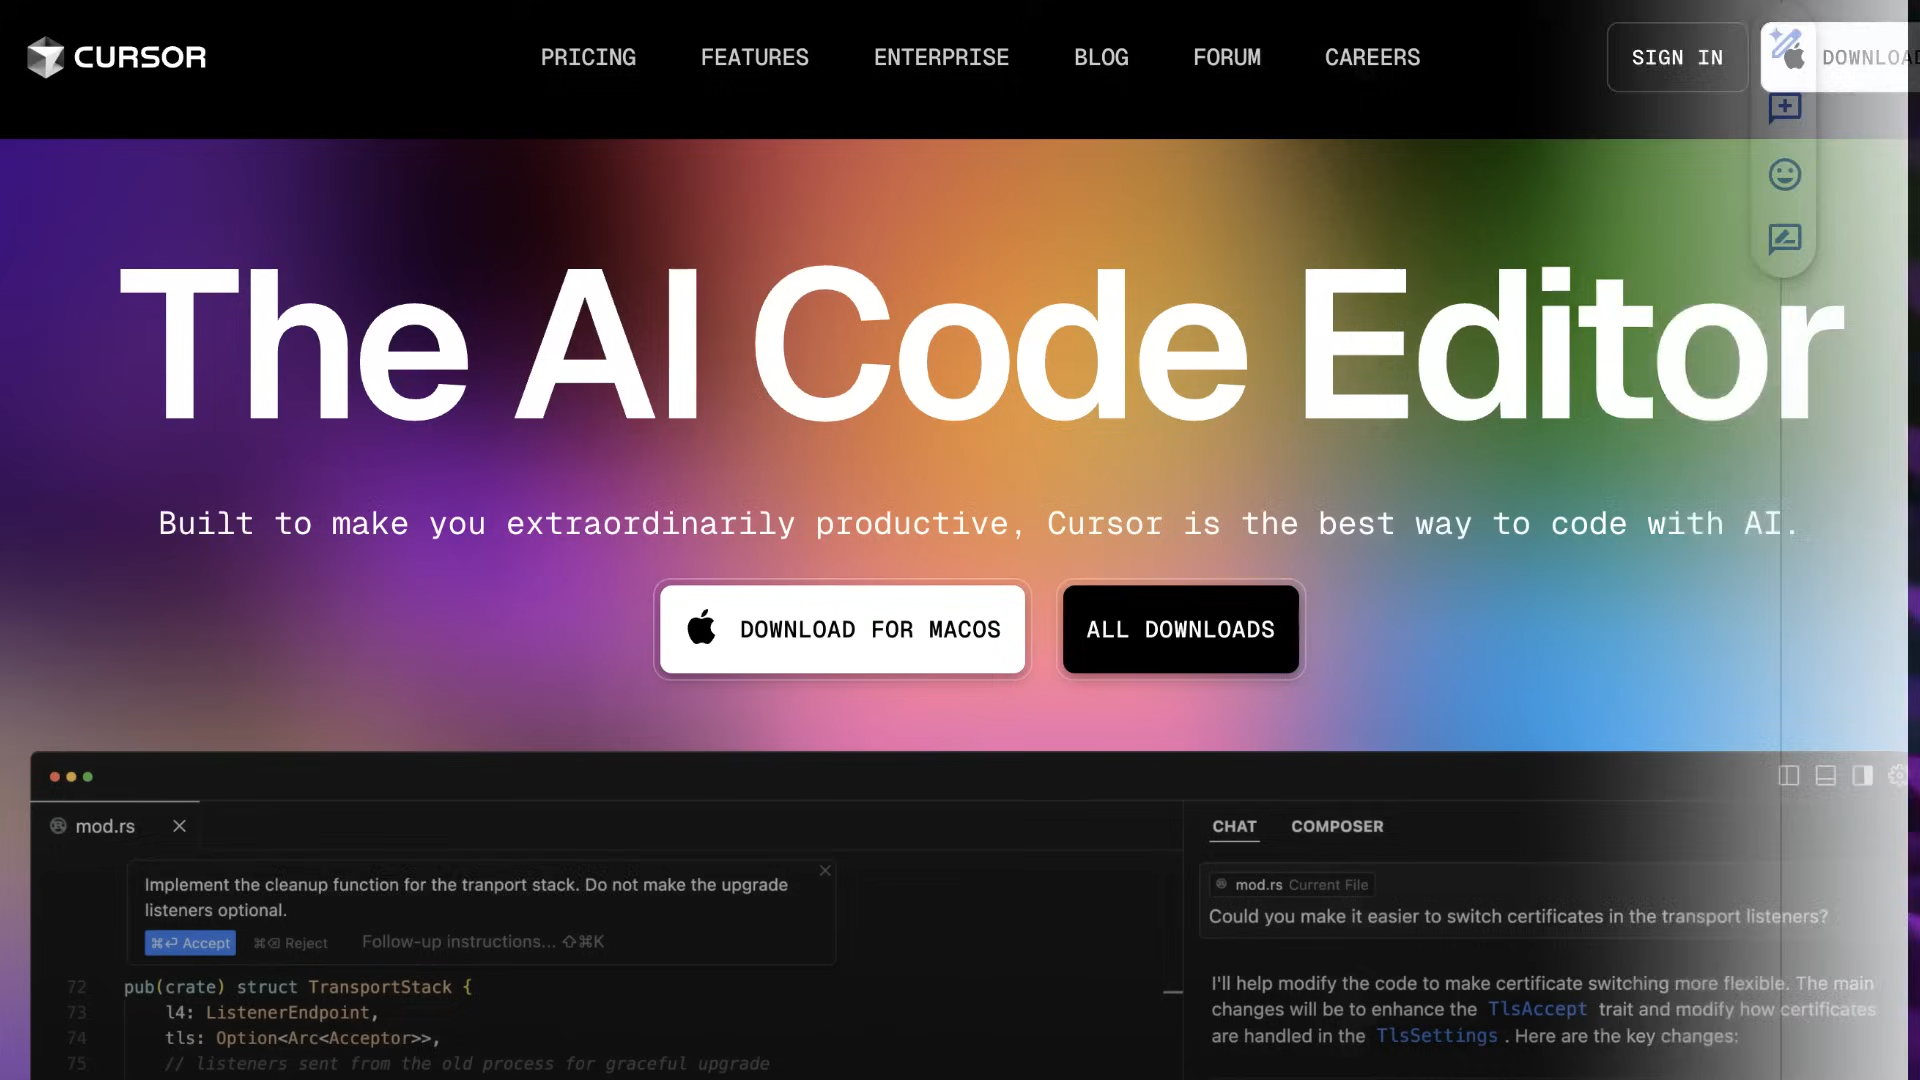 CURSOR
PRICING
FEATURES
ENTERPRISE
BLOG
FORUM
CAREERS
SIGN IN
The AI Code Editor
Built to make you extraordinarily productive, Cursor is the best way to code with AI.
DOWNLOAD FOR MACOS
ALL DOWNLOADS
mod.rs
Implement the cleanup function for the tranport stack. Do not make the upgrade
listeners optional.
⌘⏎ Accept ⌘⌫ Reject Follow-up instructions... ⇧⌘K
72 pub(crate) struct TransportStack {
73 l4: ListenerEndpoint,
74 tls: Option<Arc<Acceptor>>,
75 // listeners sent from the old process for graceful upgrade
CHAT COMPOSER
mod.rs Current File
Could you make it easier to switch certificates in the transport listeners?
I'll help modify the code to make certificate switching more flexible. The main
changes will be to enhance the TlsAccept trait and modify how certificates
are handled in the TlsSettings . Here are the key changes: